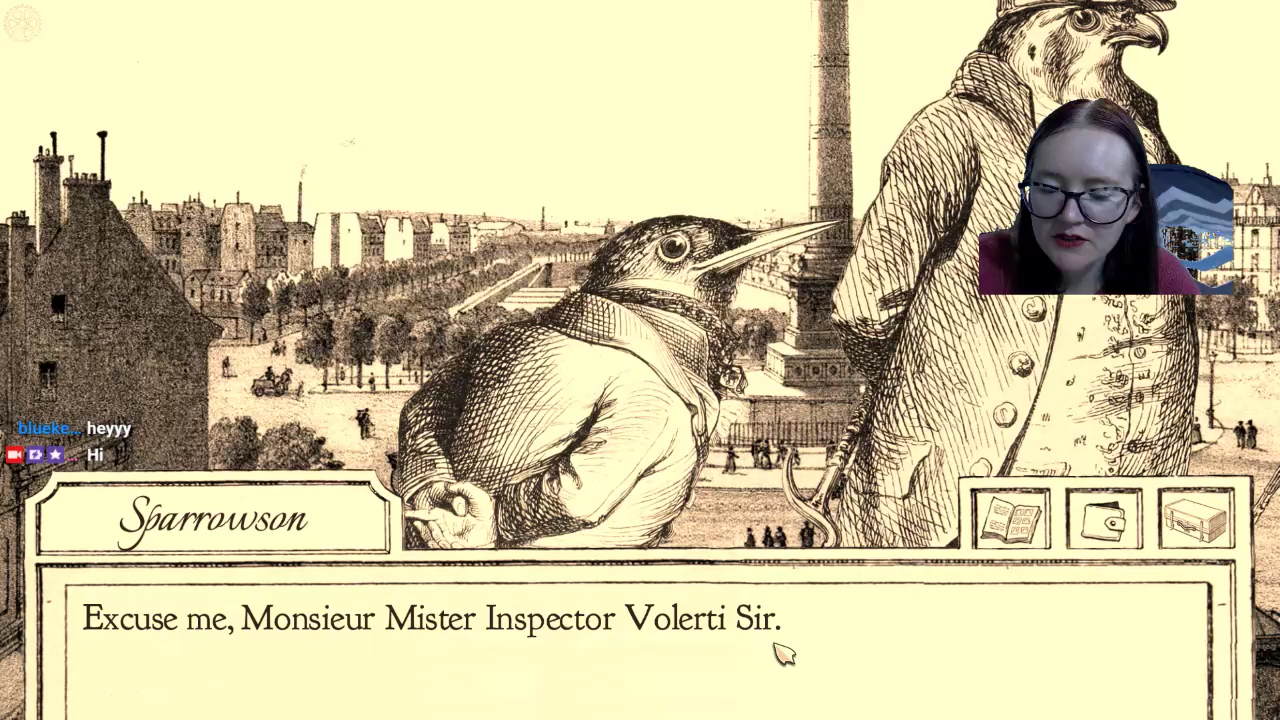 blueke... heyyy
Hi
Sparrowson
Excuse me, Monsieur Mister Inspector Volerti Sir.